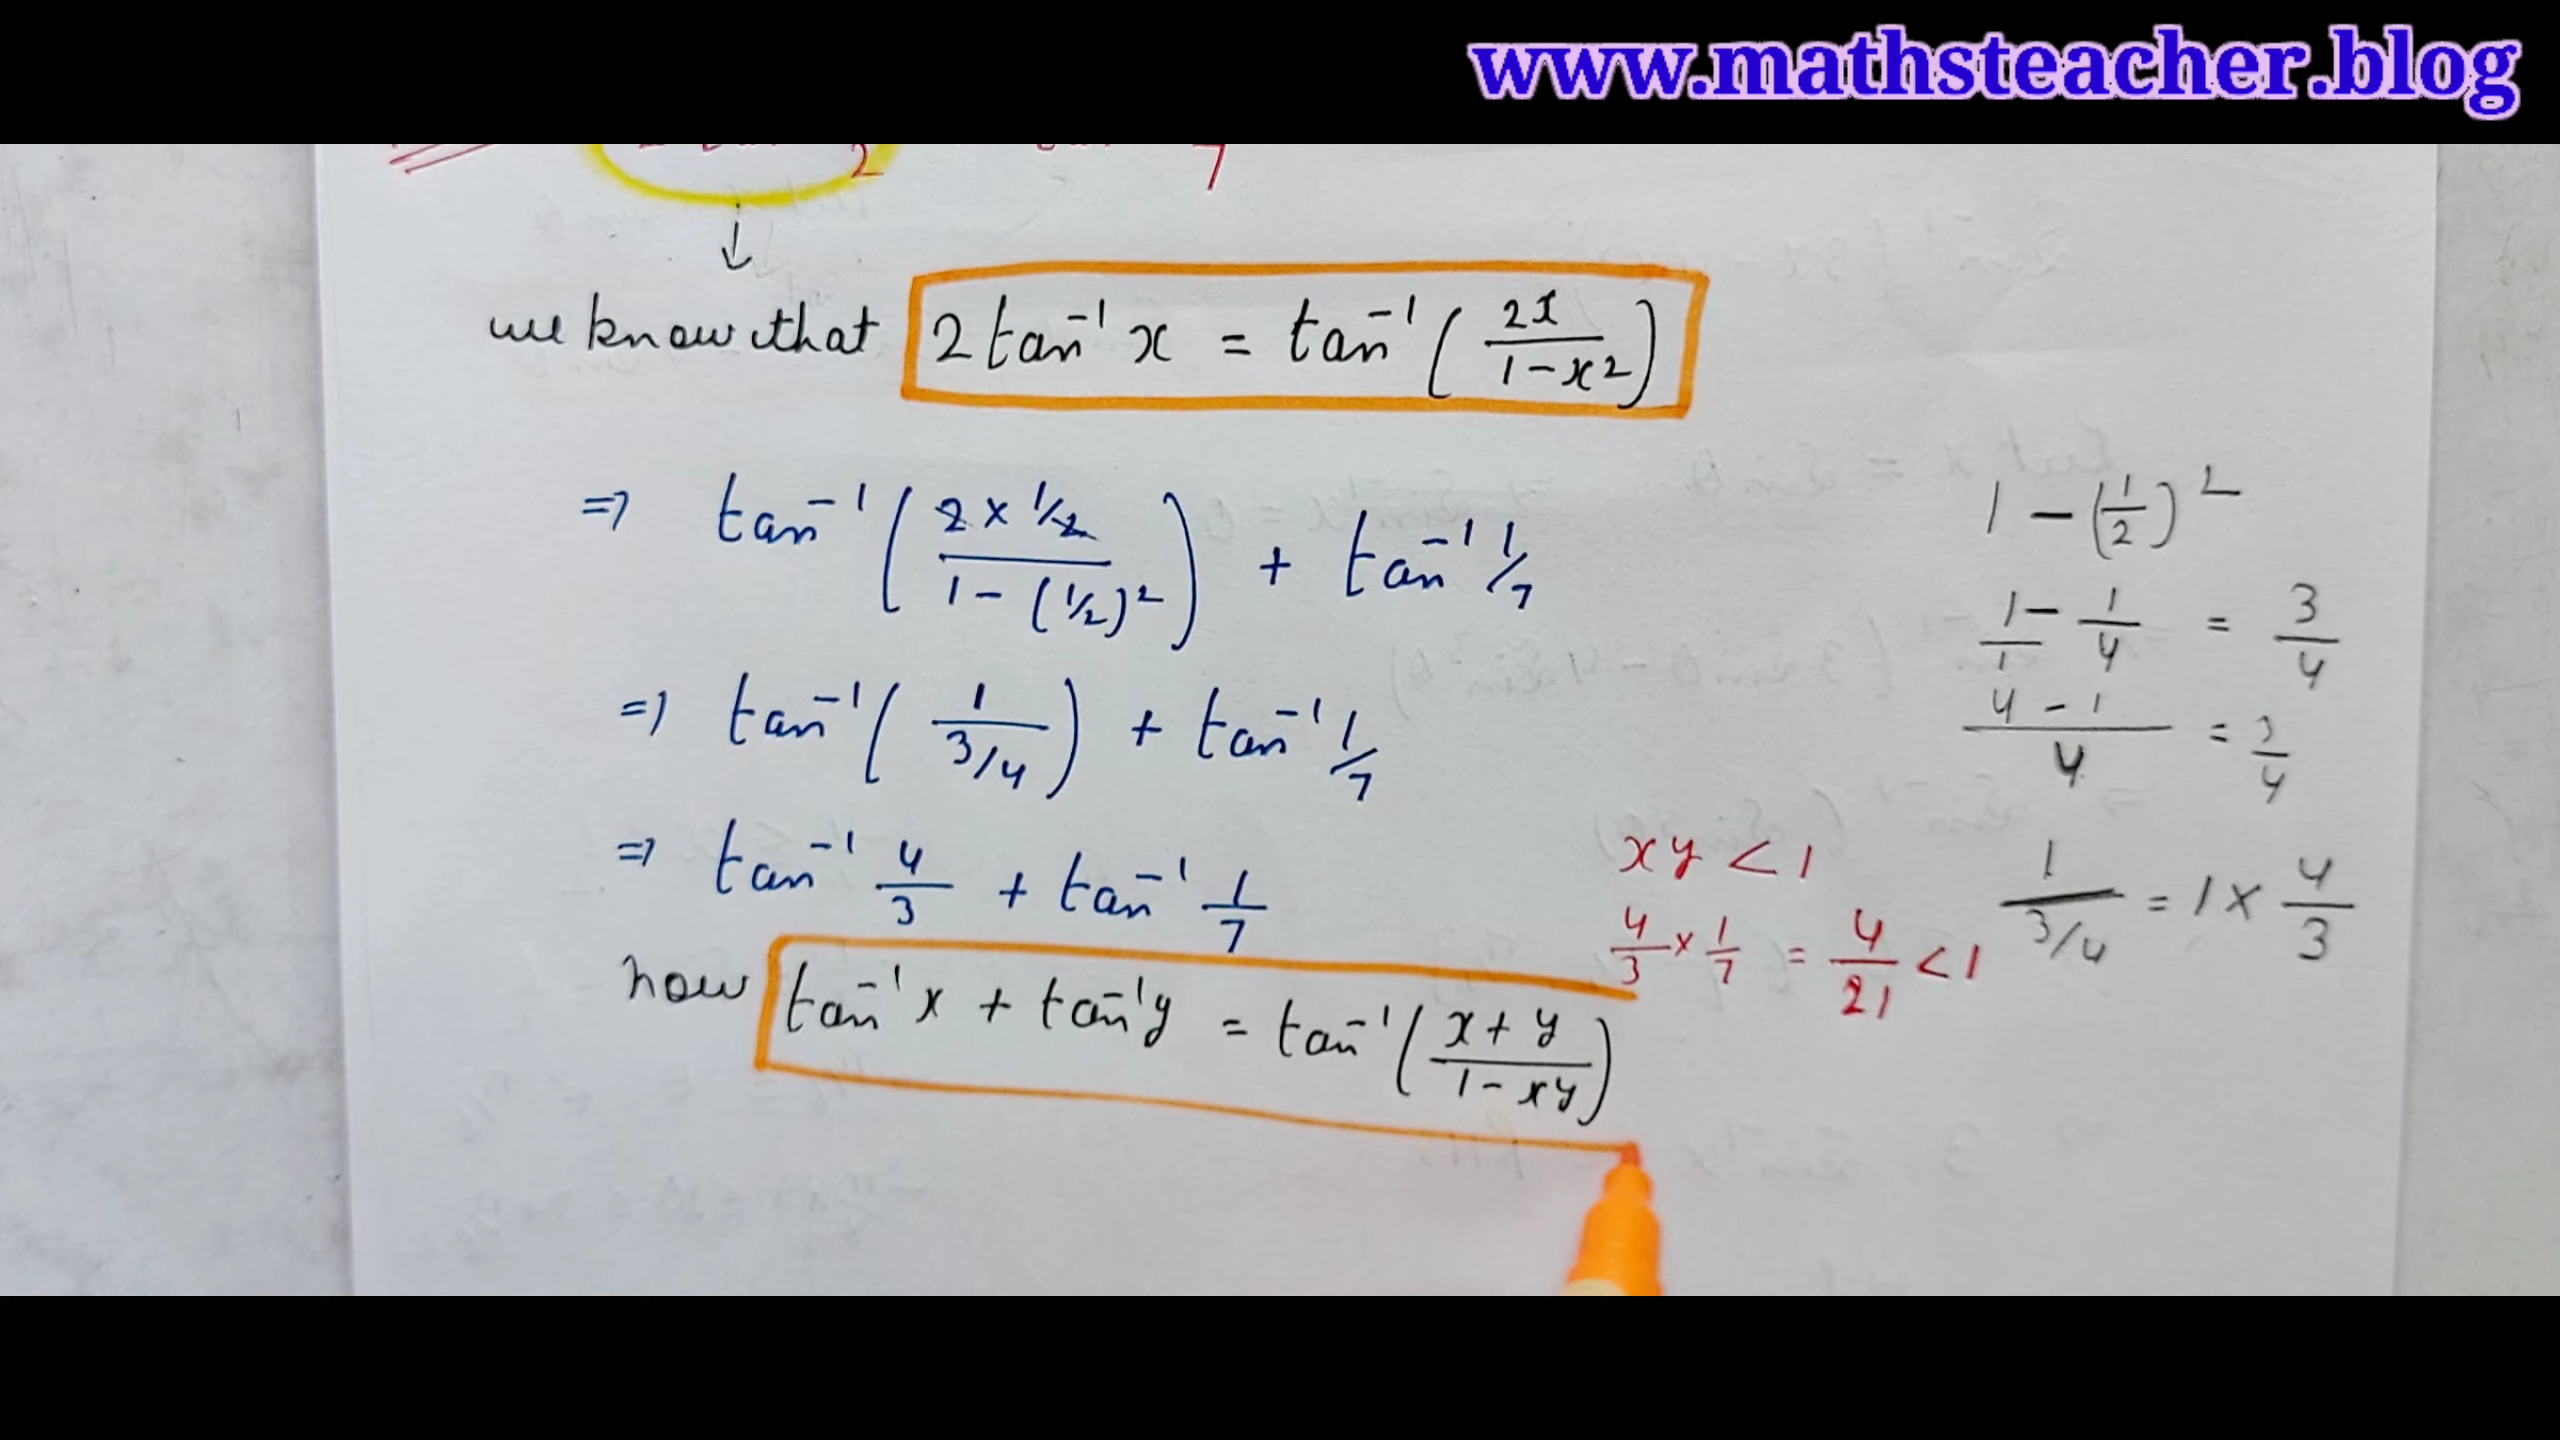 www.mathsteacher.blog
2 7
we know that 2 tan⁻¹ x = tan⁻¹ (2x / 1 - x²)
⇒ tan⁻¹ (2 × 1/2 / 1 - (1/2)²) + tan⁻¹ 1/7
⇒ tan⁻¹ (1 / 3/4) + tan⁻¹ 1/7
⇒ tan⁻¹ 4/3 + tan⁻¹ 1/7
now tan⁻¹ x + tan⁻¹ y = tan⁻¹ (x + y / 1 - xy)
1 - (1/2)²
1/1 - 1/4 = 3/4
4 - 1 / 4 = 3/4
1 / 3/4 = 1 × 4/3
xy < 1
4/3 × 1/7 = 4/21 < 1